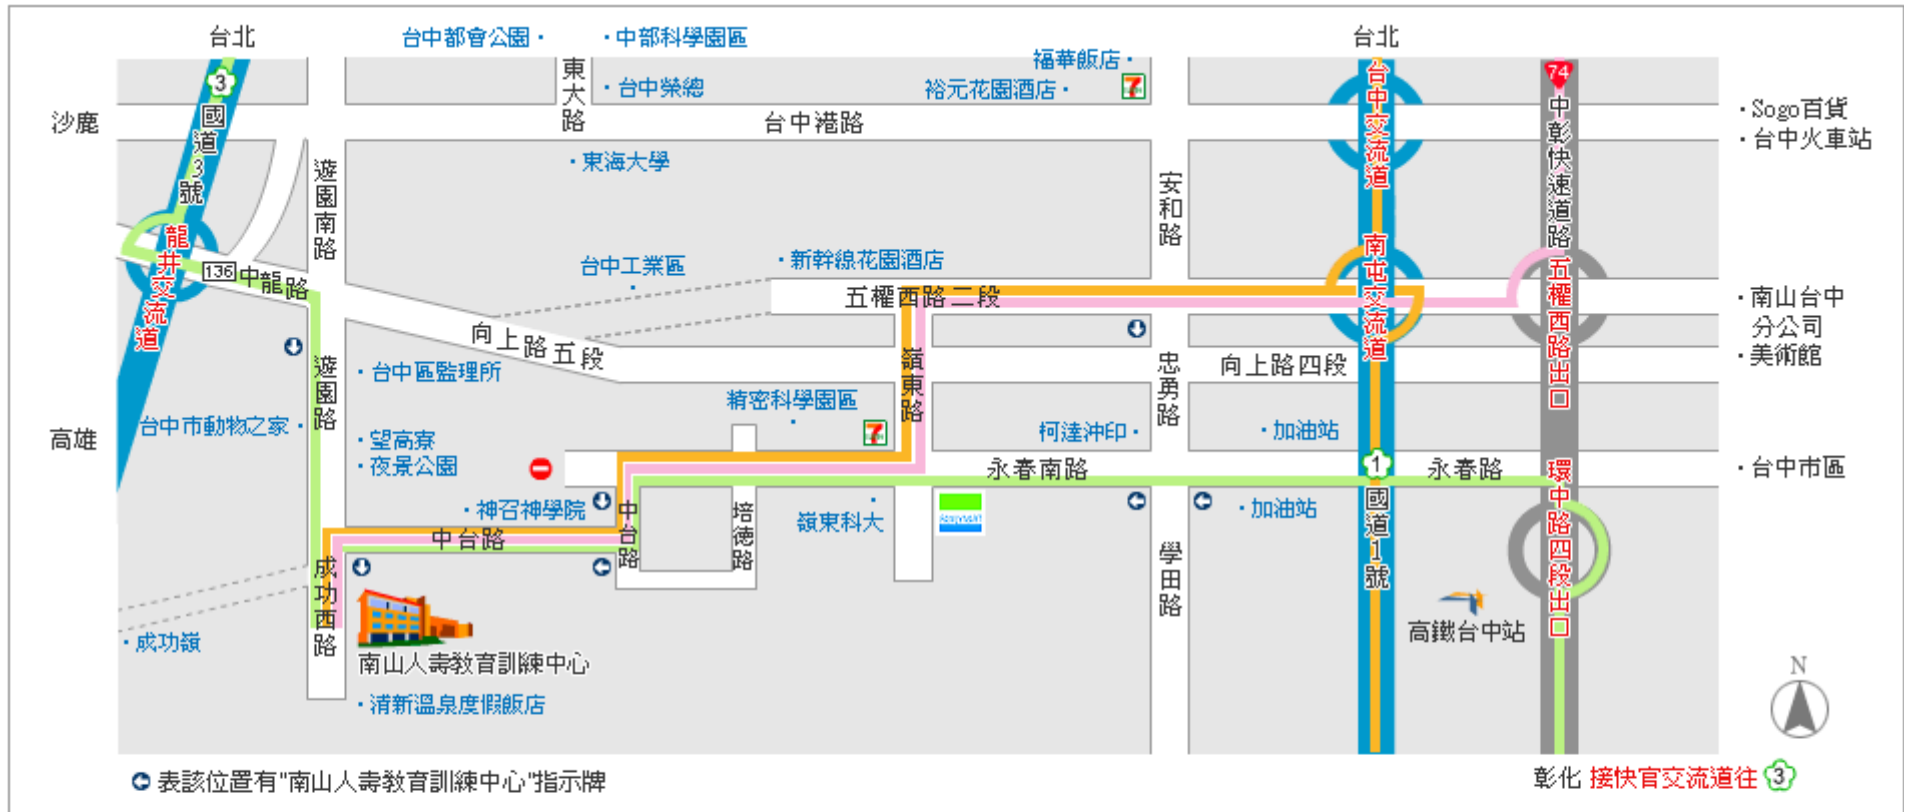 台北
台中都會公園
中部科學園區
台北
福華飯店
裕元花園酒店
7
台中榮總
東大路
3
國道3號
台中交流道
74
中彰快速道路
沙鹿
台中港路
Sogo百貨
台中火車站
東海大學
遊園南路
安和路
龍井交流道
136
中龍路
台中工業區
新幹線花園酒店
南屯交流道
五權西路出口
五權西路二段
南山台中
分公司
美術館
向上路五段
向上路四段
遊園路
台中區監理所
嶺東路
忠勇路
精密科學園區
7
台中市動物之家
高雄
望高寮
夜景公園
柯達沖印
加油站
永春南路
1
永春路
環中路四段出口
台中市區
神召神學院
中台路
培德路
嶺東科大
加油站
國道1號
中台路
成功西路
學田路
高鐵台中站
成功嶺
南山人壽教育訓練中心
清新溫泉度假飯店
N
表該位置有"南山人壽教育訓練中心"指示牌
彰化 接快官交流道往 3